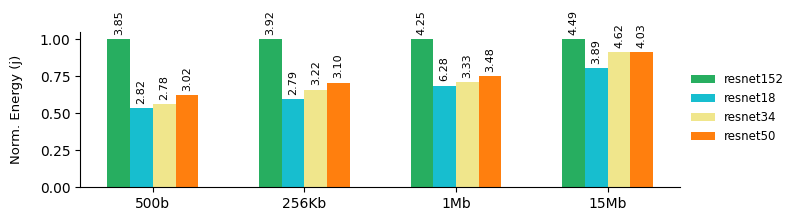 3.85
3.92
4.25
4.49
2.82
2.78
3.02
2.79
3.22
3.10
6.28
3.33
3.48
3.89
4.62
4.03
Norm. Energy (j)
1.00
0.75
0.50
0.25
0.00
500b
256Kb
1Mb
15Mb
resnet152
resnet18
resnet34
resnet50